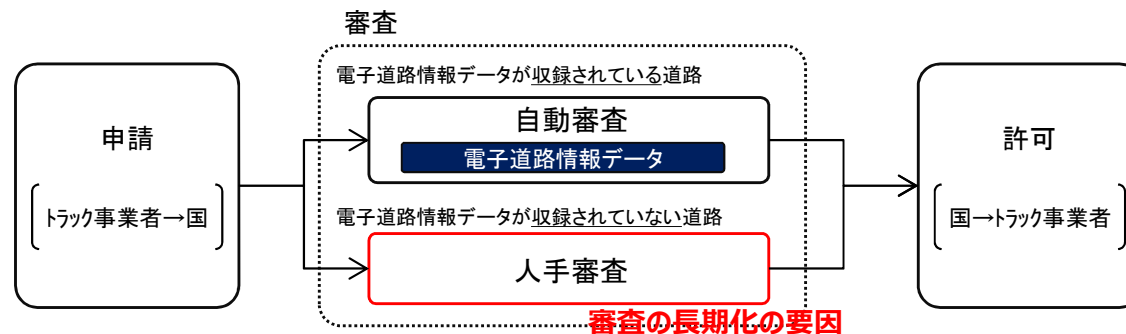 審査
電子道路情報データが収録されている道路
申請
トラック事業者→国
自動審査
電子道路情報データ
電子道路情報データが収録されていない道路
人手審査
審査の長期化の要因
許可
国→トラック事業者